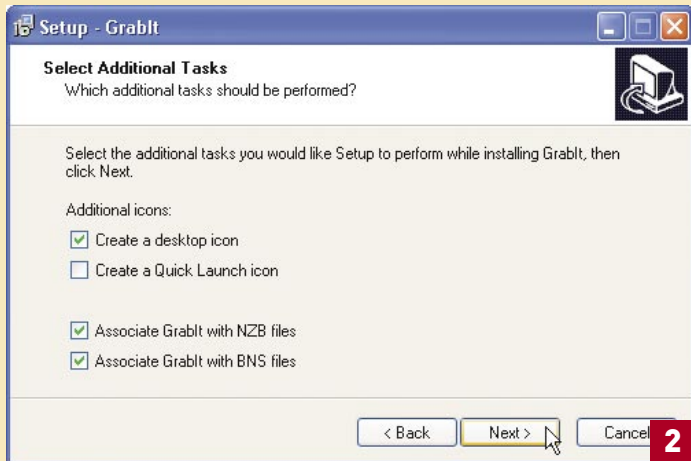 Setup - GrabIt
Select Additional Tasks
Which additional tasks should be performed?
Select the additional tasks you would like Setup to perform while installing GrabIt, then
click Next.
Additional icons:
Create a desktop icon
Create a Quick Launch icon
Associate GrabIt with NZB files
Associate GrabIt with BNS files
< Back Next > Cancel
2